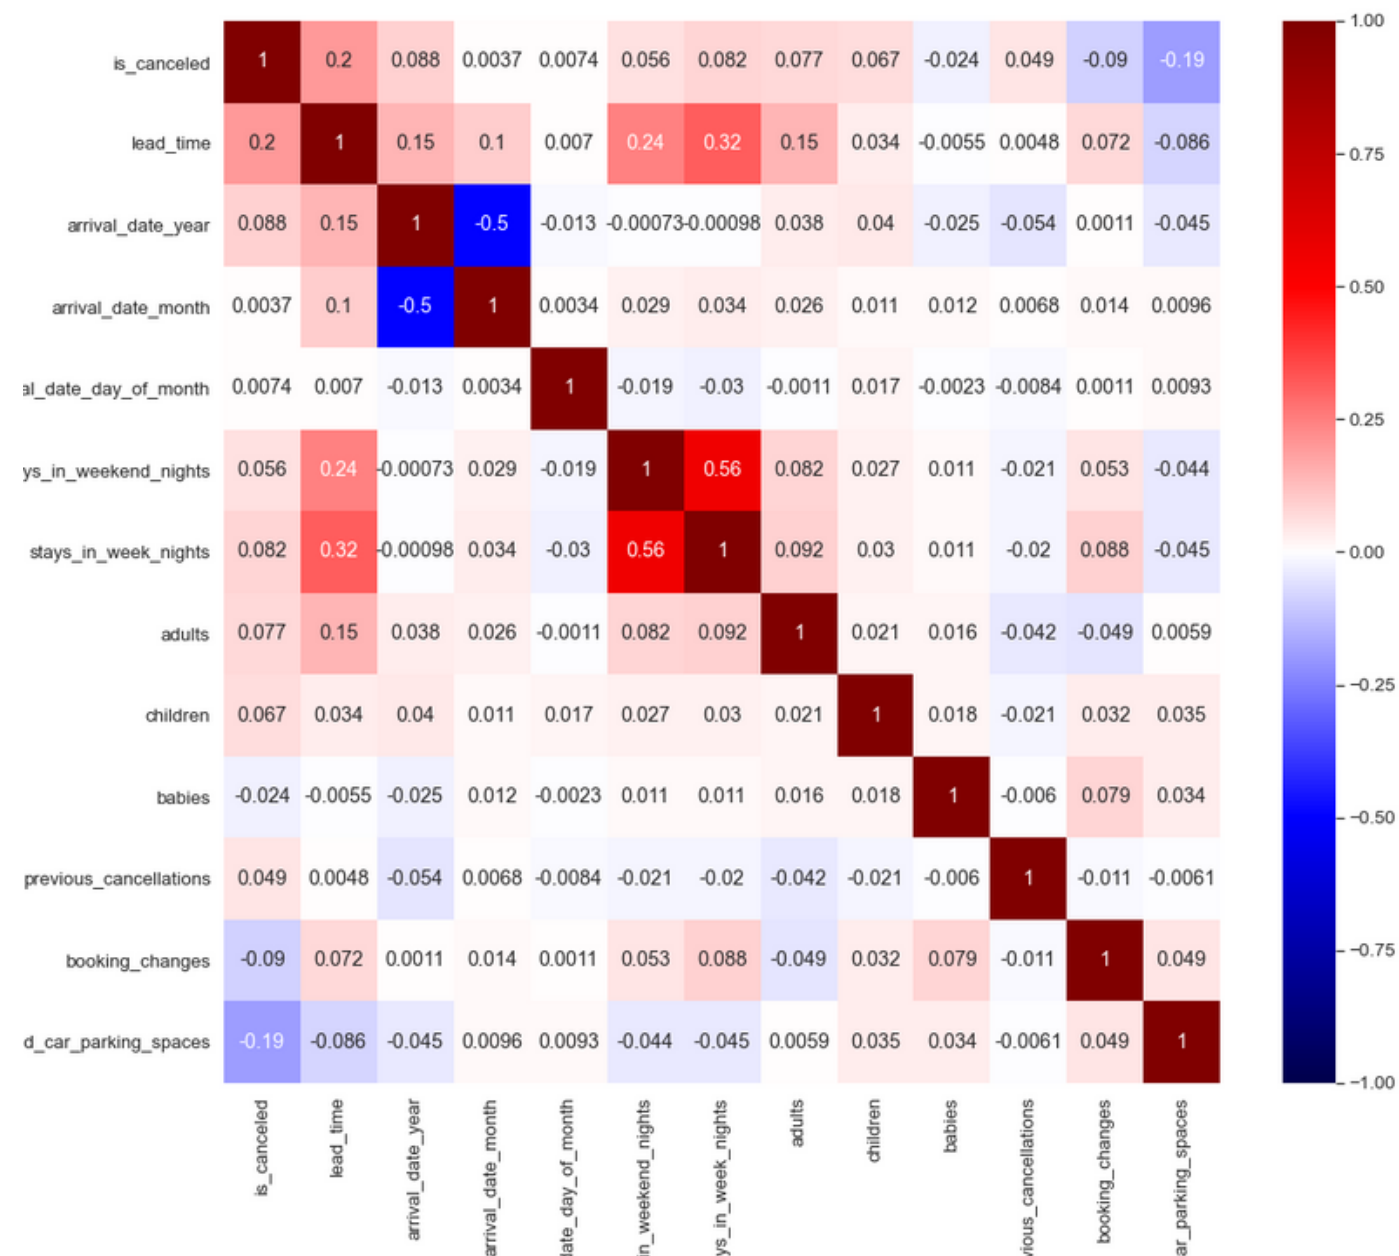 is_canceled 1 0.2 0.088 0.0037 0.0074 0.056 0.082 0.077 0.067 -0.024 0.049 -0.09 -0.19
lead_time 0.2 1 0.15 0.1 0.007 0.24 0.32 0.15 0.034 -0.0055 0.0048 0.072 -0.086
arrival_date_year 0.088 0.15 1 -0.5 -0.013 -0.00073 -0.00098 0.038 0.04 -0.025 -0.054 0.0011 -0.045
arrival_date_month 0.0037 0.1 -0.5 1 0.0034 0.029 0.034 0.026 0.011 0.012 0.0068 0.014 0.0096
al_date_day_of_month 0.0074 0.007 -0.013 0.0034 1 -0.019 -0.03 -0.0011 0.017 -0.0023 -0.0084 0.0011 0.0093
ys_in_weekend_nights 0.056 0.24 -0.00073 0.029 -0.019 1 0.56 0.082 0.027 0.011 -0.021 0.053 -0.044
stays_in_week_nights 0.082 0.32 -0.00098 0.034 -0.03 0.56 1 0.092 0.03 0.011 -0.02 0.088 -0.045
adults 0.077 0.15 0.038 0.026 -0.0011 0.082 0.092 1 0.021 0.016 -0.042 -0.049 0.0059
children 0.067 0.034 0.04 0.011 0.017 0.027 0.03 0.021 1 0.018 -0.021 0.032 0.035
babies -0.024 -0.0055 -0.025 0.012 -0.0023 0.011 0.011 0.016 0.018 1 -0.006 0.079 0.034
previous_cancellations 0.049 0.0048 -0.054 0.0068 -0.0084 -0.021 -0.02 -0.042 -0.021 -0.006 1 -0.011 -0.0061
booking_changes -0.09 0.072 0.0011 0.014 0.0011 0.053 0.088 -0.049 0.032 0.079 -0.011 1 0.049
d_car_parking_spaces -0.19 -0.086 -0.045 0.0096 0.0093 -0.044 -0.045 0.0059 0.035 0.034 -0.0061 0.049 1
is_canceled
lead_time
arrival_date_year
arrival_date_month
late_day_of_month
in_weekend_nights
ys_in_week_nights
adults
children
babies
vious_cancellations
booking_changes
ar_parking_spaces
1.00
0.75
0.50
0.25
0.00
−0.25
−0.50
−0.75
−1.00